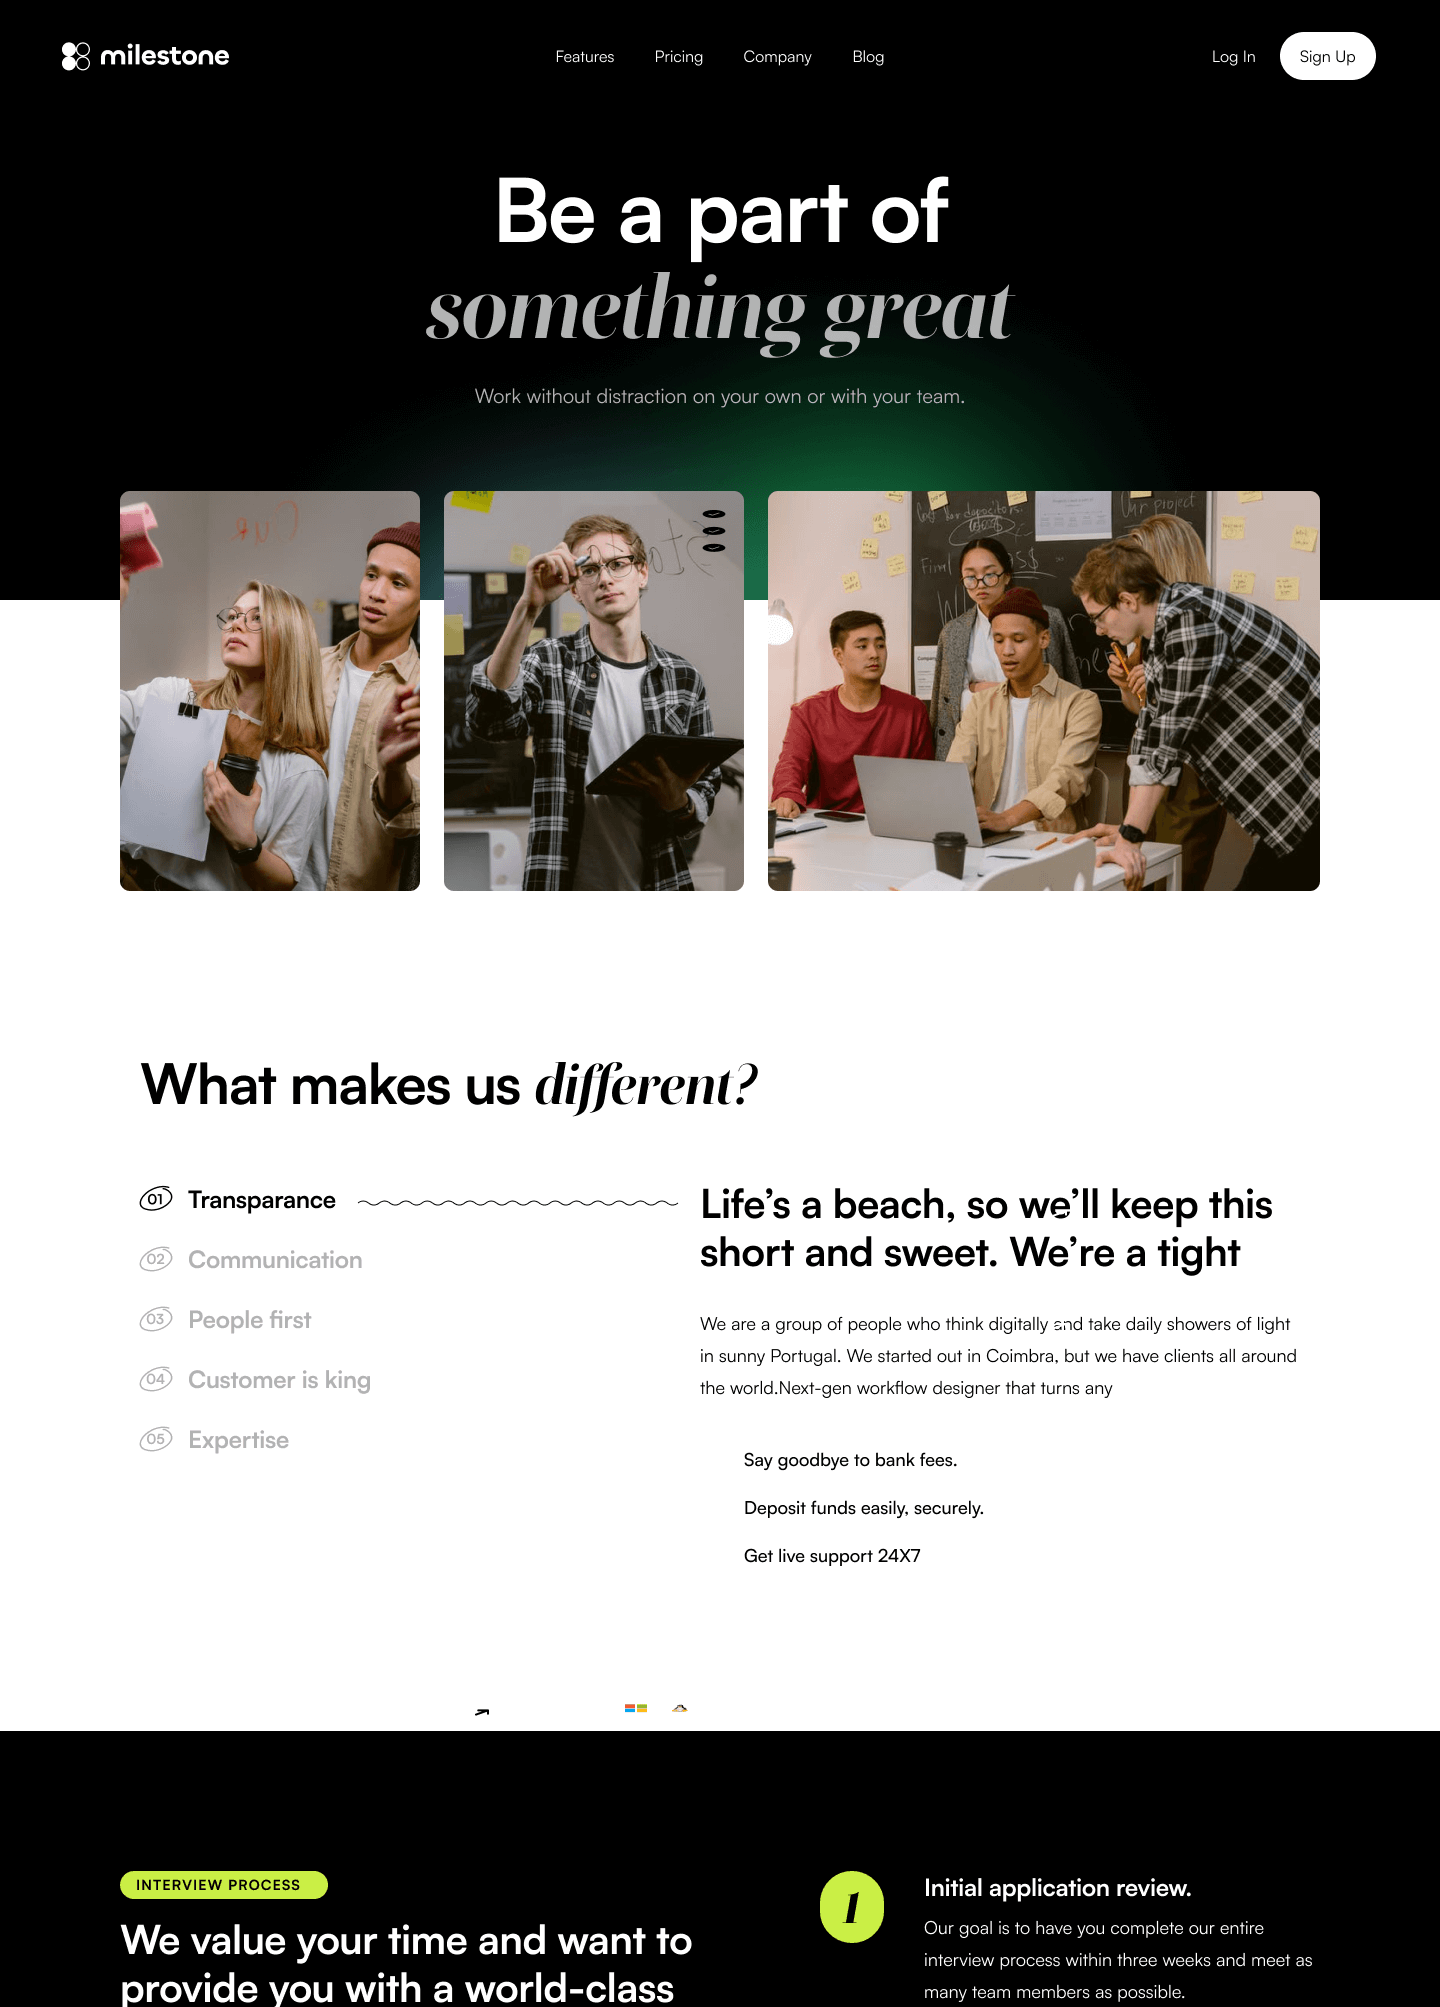 milestone
Features
Pricing
Company
Blog
Log In
Sign Up
Be a part of
something great
Work without distraction on your own or with your team.
Our project
What makes us different?
01 Transparance
02 Communication
03 People first
04 Customer is king
05 Expertise
Life’s a beach, so we’ll keep this
short and sweet. We’re a tight
We are a group of people who think digitally and take daily showers of light
in sunny Portugal. We started out in Coimbra, but we have clients all around
the world.Next-gen workflow designer that turns any
Say goodbye to bank fees.
Deposit funds easily, securely.
Get live support 24X7
INTERVIEW PROCESS
We value your time and want to
provide you with a world-class
1
Initial application review.
Our goal is to have you complete our entire
interview process within three weeks and meet as
many team members as possible.